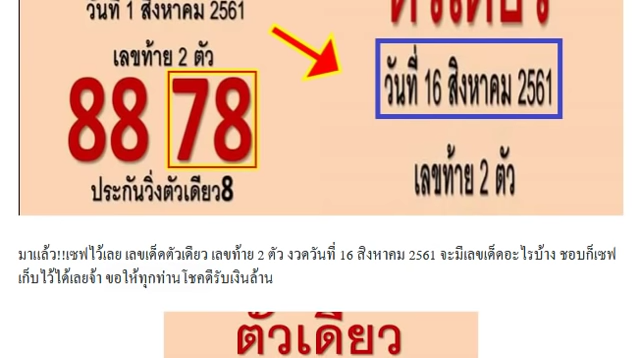 วันที่ 1 สิงหาคม 2561
เลขท้าย 2 ตัว
88 78
ประกันวิ่งตัวเดียว8
วันที่ 16 สิงหาคม 2561
เลขท้าย 2 ตัว
มาแล้ว!!เซฟไว้เลย เลขเด็ดตัวเดียว เลขท้าย 2 ตัว งวดวันที่ 16 สิงหาคม 2561 จะมีเลขเด็ดอะไรบ้าง ชอบก็เซฟ
เก็บไว้ได้เลยจ้า ขอให้ทุกท่านโชคดีรับเงินล้าน
ตัวเดียว